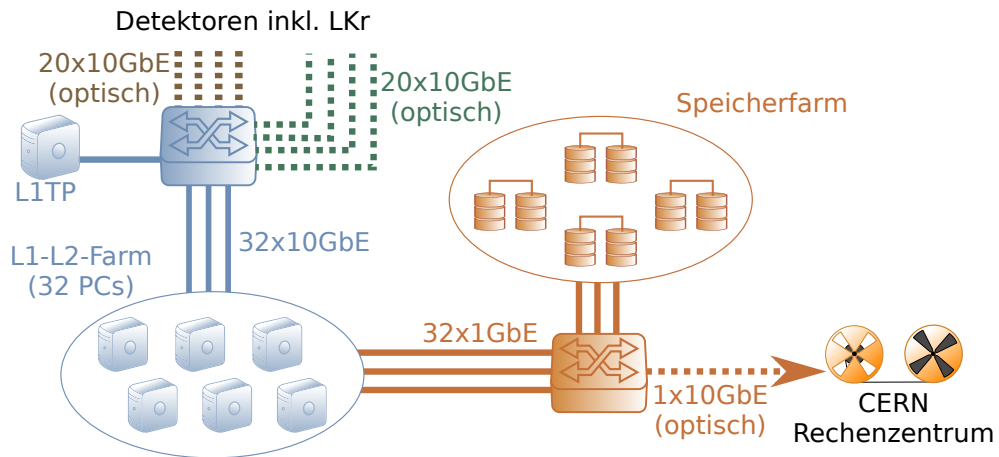 Detektoren inkl. LKr
20x10GbE
(optisch)
20x10GbE
(optisch)
Speicherfarm
L1TP
32x10GbE
L1-L2-Farm
(32 PCs)
32x1GbE
1x10GbE
(optisch)
CERN
Rechenzentrum